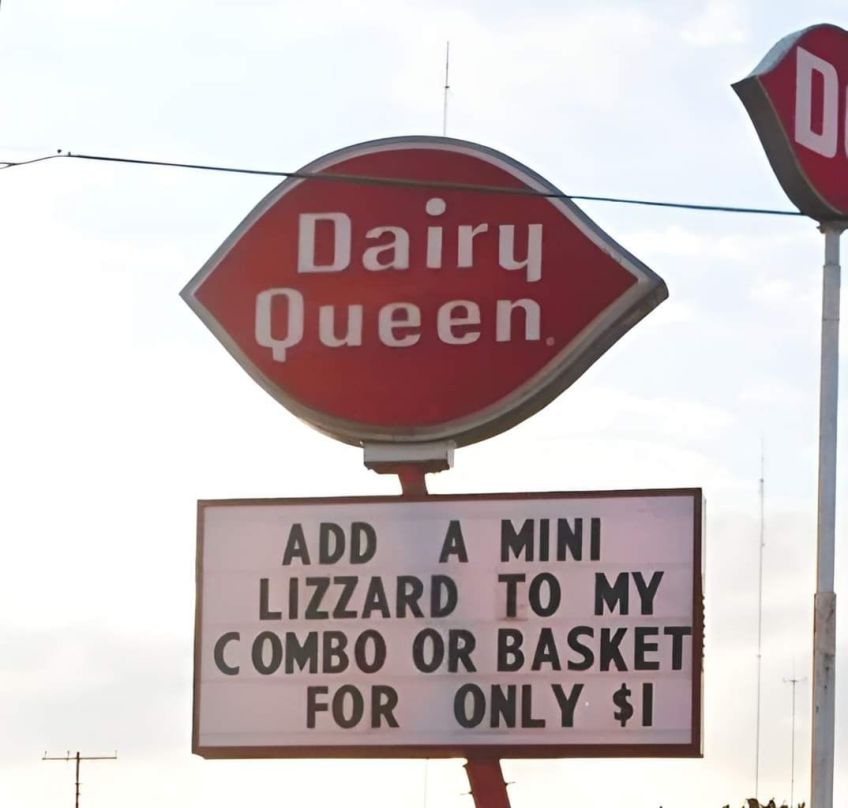 Dairy
Queen
ADD A MINI
LIZZARD TO MY
COMBO OR BASKET
FOR ONLY $1
D